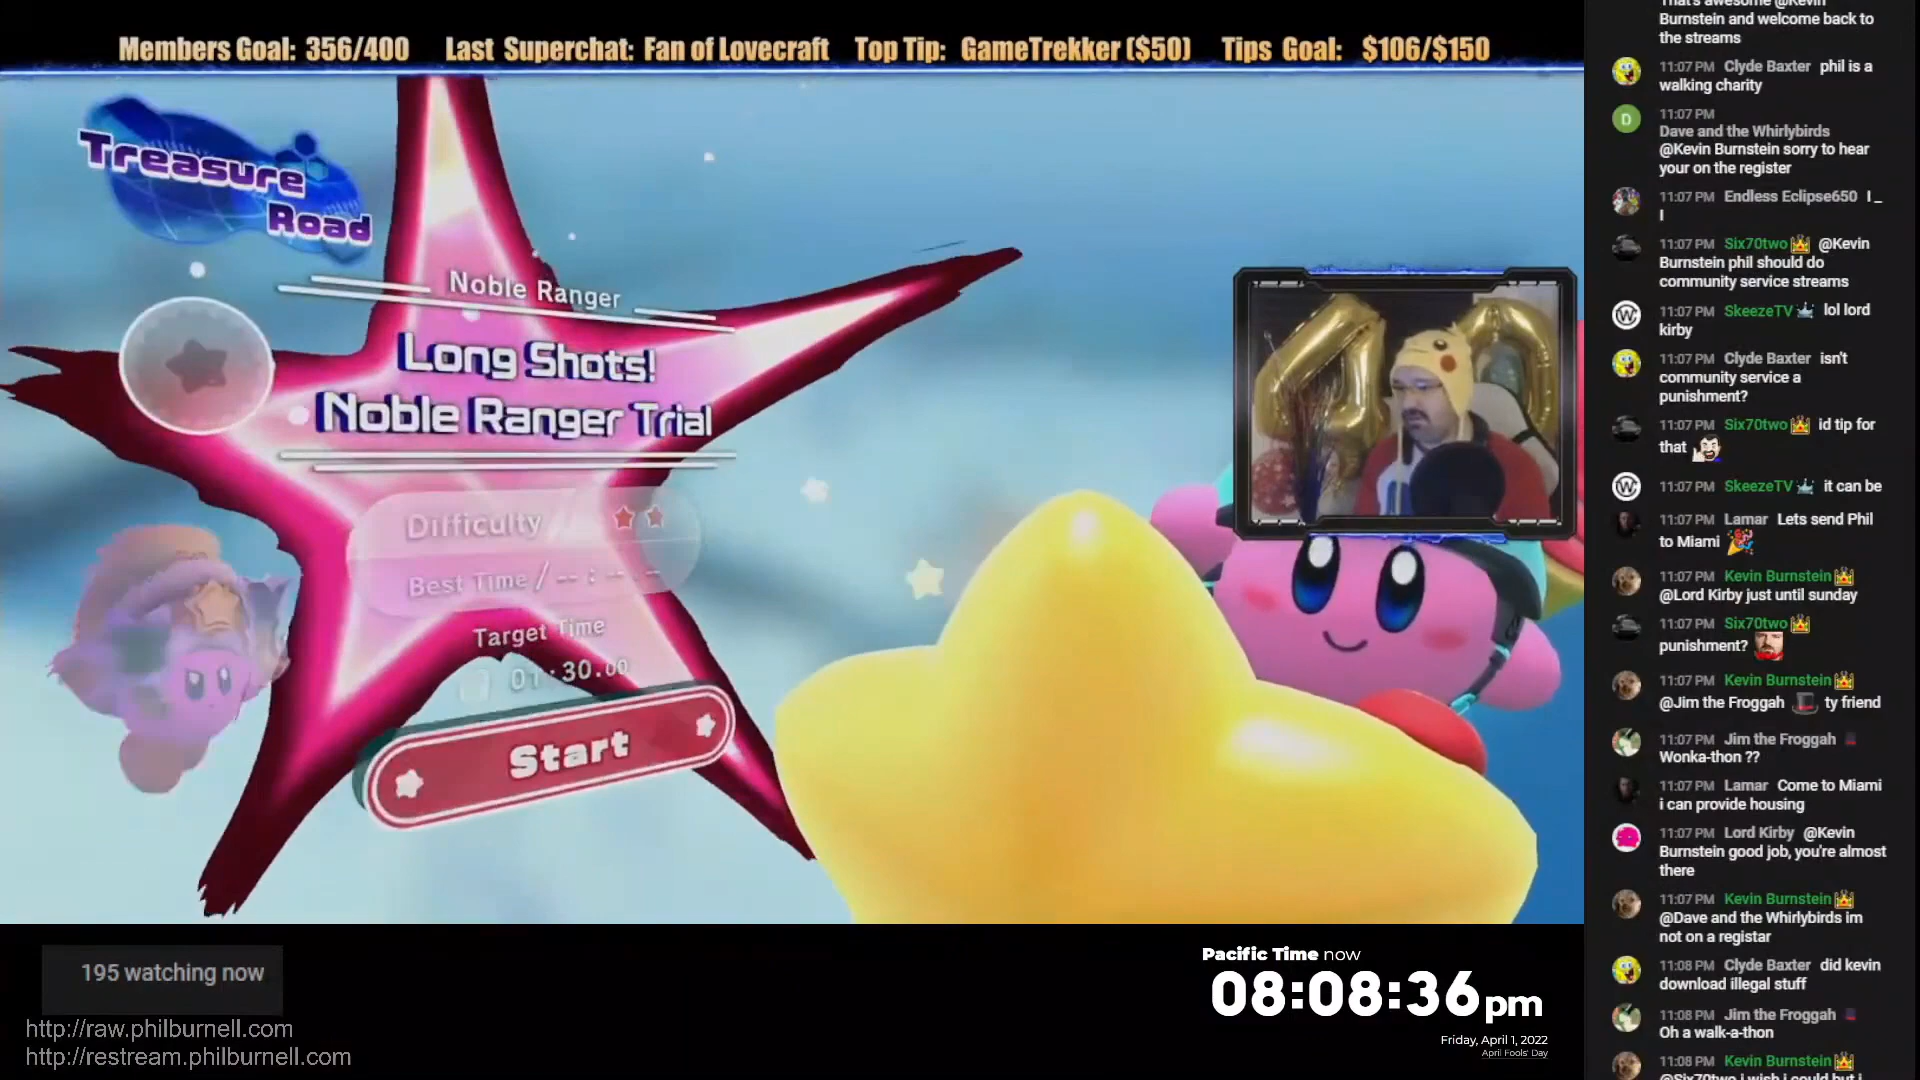 Members Goal: 356/400 Last Superchat: Fan of Lovecraft Top Tip: GameTrekker ($50) Tips Goal: $106/$150
Treasure
Road
Noble Ranger
Long Shots!
Noble Ranger Trial
Difficulty
Best Time / --:--.--
Target Time
01:30.00
Start
195 watching now
http://raw.philburnell.com
http://restream.philburnell.com
Pacific Time now
08:08:36pm
Friday, April 1, 2022
April Fools' Day
That's awesome @Kevin
Burnstein and welcome back to
the streams
11:07 PM Clyde Baxter phil is a
walking charity
D
11:07 PM
Dave and the Whirlybirds
@Kevin Burnstein sorry to hear
your on the register
11:07 PM Endless Eclipse650 I _
I
11:07 PM Six70two @Kevin
Burnstein phil should do
community service streams
11:07 PM SkeezeTV lol lord
kirby
11:07 PM Clyde Baxter isn't
community service a
punishment?
11:07 PM Six70two id tip for
that
11:07 PM SkeezeTV it can be
11:07 PM Lamar Lets send Phil
to Miami
11:07 PM Kevin Burnstein
@Lord Kirby just until sunday
11:07 PM Six70two
punishment?
11:07 PM Kevin Burnstein
@Jim the Froggah ty friend
11:07 PM Jim the Froggah
Wonka-thon ??
11:07 PM Lamar Come to Miami
i can provide housing
11:07 PM Lord Kirby @Kevin
Burnstein good job, you're almost
there
11:07 PM Kevin Burnstein
@Dave and the Whirlybirds im
not on a registar
11:08 PM Clyde Baxter did kevin
download illegal stuff
11:08 PM Jim the Froggah
Oh a walk-a-thon
11:08 PM Kevin Burnstein
@Six70two i wish i could but i